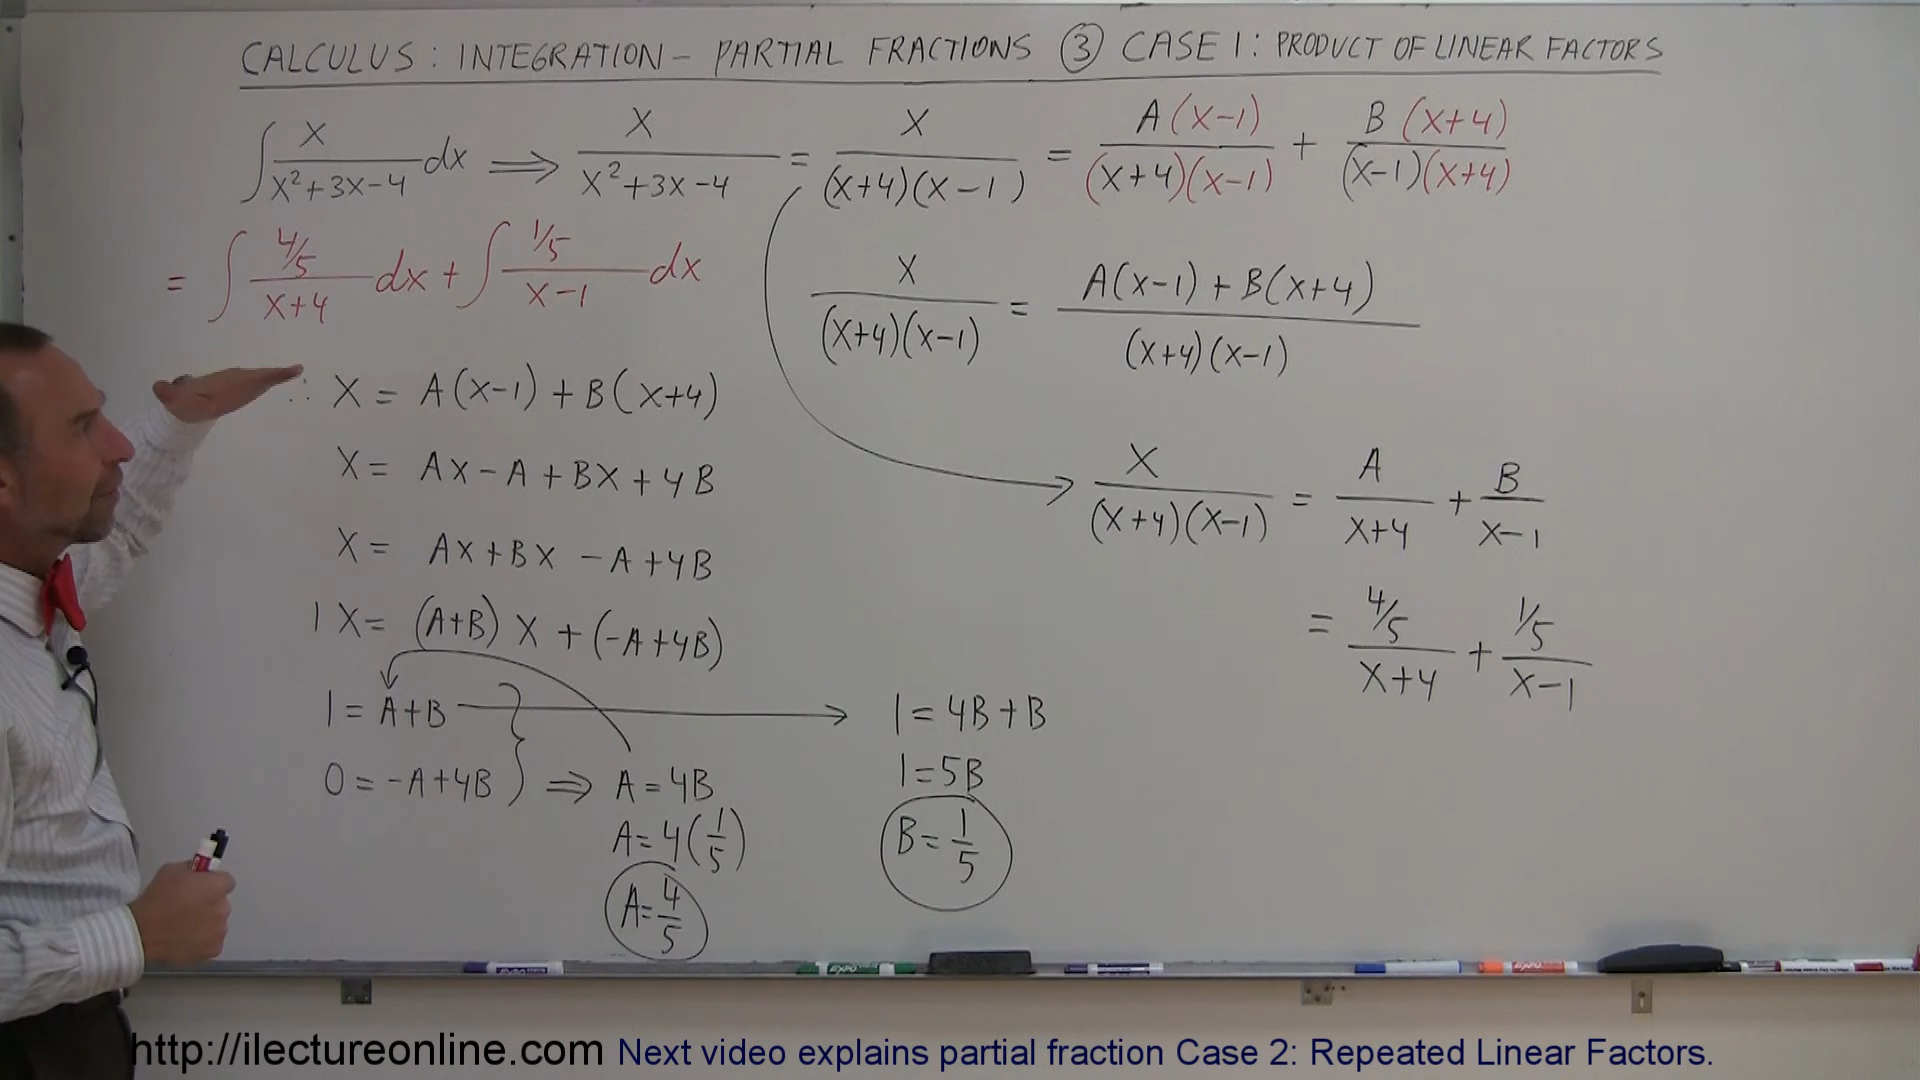 CALCULUS: INTEGRATION – PARTIAL FRACTIONS ③ CASE 1: PRODUCT OF LINEAR FACTORS
∫ X/(X²+3X-4) dx ⟹ X/(X²+3X-4) = X/((X+4)(X-1)) = A(X-1)/((X+4)(X-1)) + B(X+4)/((X-1)(X+4))
= ∫ (4/5)/(X+4) dx + ∫ (1/5)/(X-1) dx
X/((X+4)(X-1)) = (A(X-1) + B(X+4))/((X+4)(X-1))
∴ X = A(X-1) + B(X+4)
X = AX - A + BX + 4B
X = AX + BX - A + 4B
1X = (A+B)X + (-A+4B)
1 = A+B → 1 = 4B+B
0 = -A+4B ⟹ A = 4B
1 = 5B
A = 4(1/5)
B = 1/5
A = 4/5
X/((X+4)(X-1)) = A/(X+4) + B/(X-1)
= (4/5)/(X+4) + (1/5)/(X-1)
EXPO
EXPO
http://ilectureonline.com Next video explains partial fraction Case 2: Repeated Linear Factors.